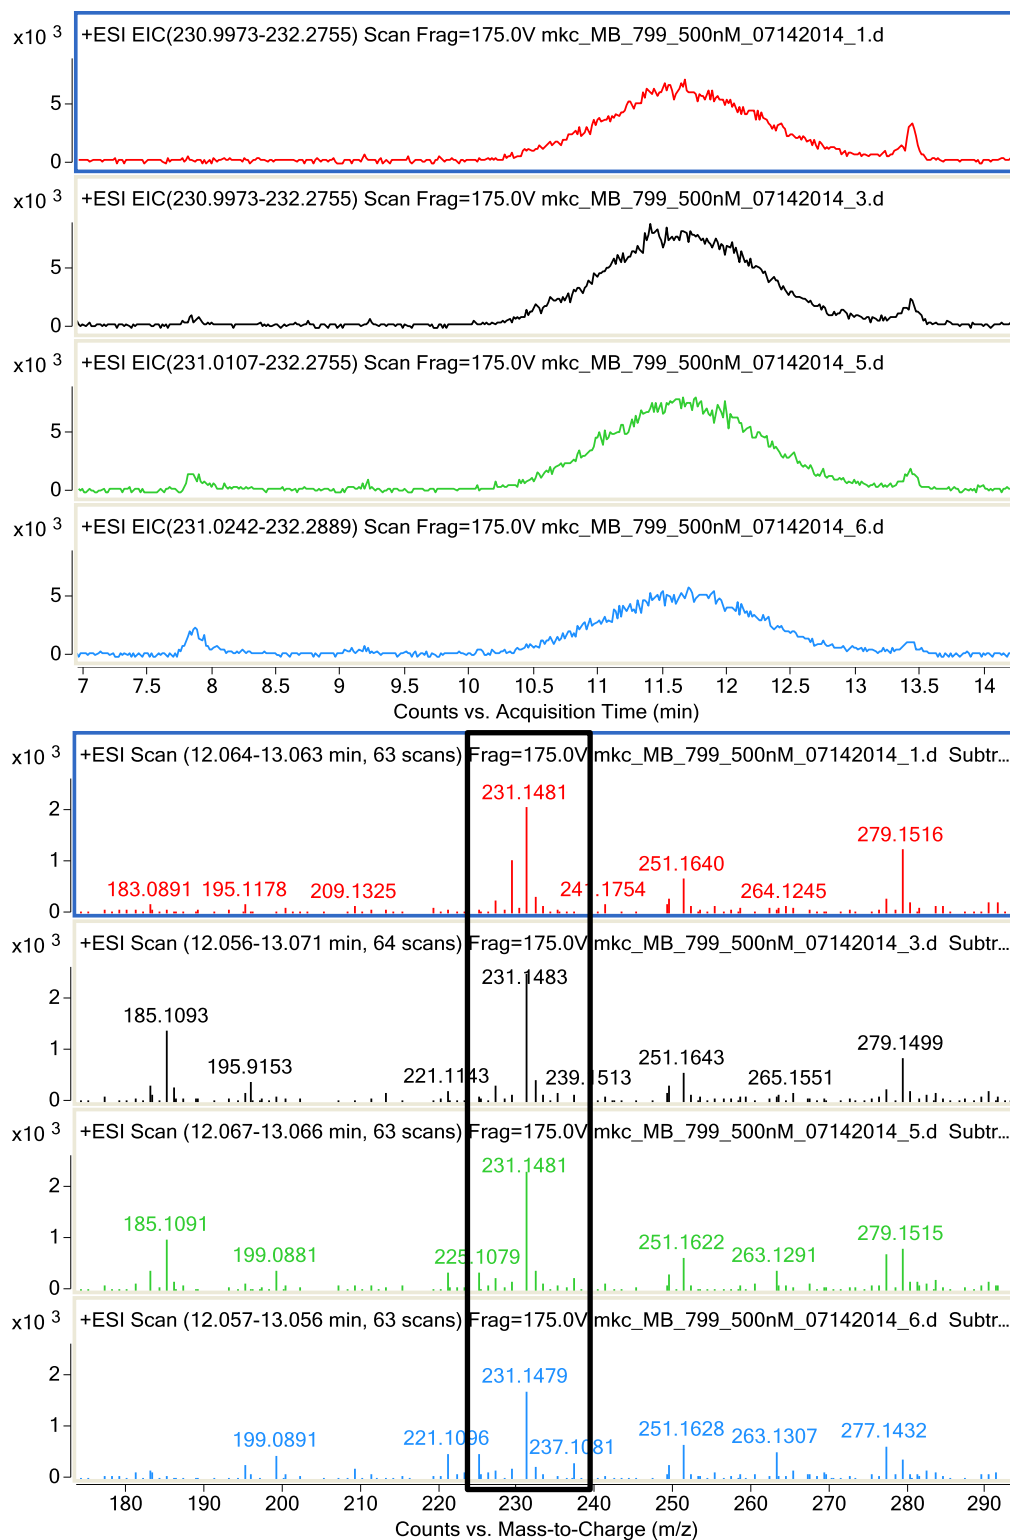 x10 3 +ESI EIC(230.9973-232.2755) Scan Frag=175.0V mkc_MB_799_500nM_07142014_1.d
5
0
x10 3 +ESI EIC(230.9973-232.2755) Scan Frag=175.0V mkc_MB_799_500nM_07142014_3.d
5
0
x10 3 +ESI EIC(231.0107-232.2755) Scan Frag=175.0V mkc_MB_799_500nM_07142014_5.d
5
0
x10 3 +ESI EIC(231.0242-232.2889) Scan Frag=175.0V mkc_MB_799_500nM_07142014_6.d
5
0
7 7.5 8 8.5 9 9.5 10 10.5 11 11.5 12 12.5 13 13.5 14
Counts vs. Acquisition Time (min)
x10 3 +ESI Scan (12.064-13.063 min, 63 scans) Frag=175.0V mkc_MB_799_500nM_07142014_1.d Subtr...
231.1481
2
279.1516
1 251.1640
183.0891 195.1178 209.1325 241.1754 264.1245
0
x10 3 +ESI Scan (12.056-13.071 min, 64 scans) Frag=175.0V mkc_MB_799_500nM_07142014_3.d Subtr...
231.1483
2
185.1093
1 279.1499
195.9153 221.1143 239.1513 251.1643 265.1551
0
x10 3 +ESI Scan (12.067-13.066 min, 63 scans) Frag=175.0V mkc_MB_799_500nM_07142014_5.d Subtr...
231.1481
2
185.1091
1 199.0881 225.1079 251.1622 263.1291 279.1515
0
x10 3 +ESI Scan (12.057-13.056 min, 63 scans) Frag=175.0V mkc_MB_799_500nM_07142014_6.d Subtr...
231.1479
2
1 199.0891 221.1096 237.1081 251.1628 263.1307 277.1432
0
180 190 200 210 220 230 240 250 260 270 280 290
Counts vs. Mass-to-Charge (m/z)